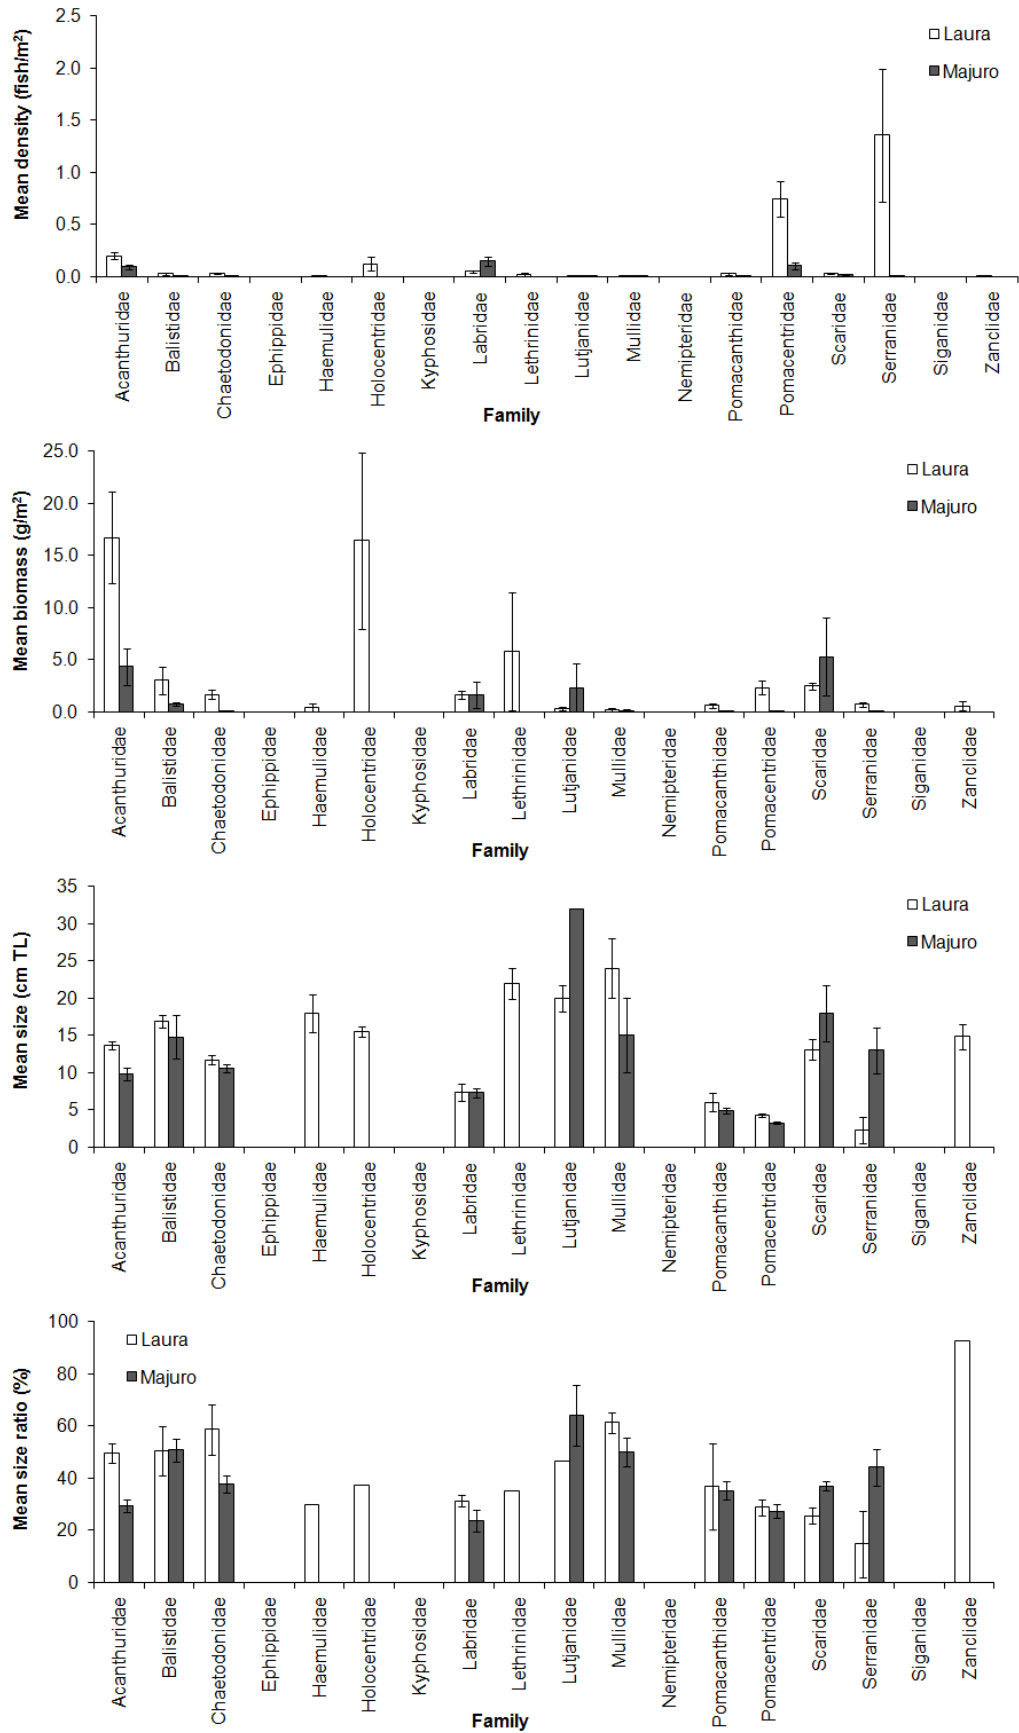 Mean density (fish/m²)
2.5
2.0
1.5
1.0
0.5
0.0
Laura
Majuro
Acanthuridae
Balistidae
Chaetodonidae
Ephippidae
Haemulidae
Holocentridae
Kyphosidae
Labridae
Lethrinidae
Lutjanidae
Mullidae
Nemipteridae
Pomacanthidae
Pomacentridae
Scaridae
Serranidae
Siganidae
Zanclidae
Family
Mean biomass (g/m²)
25.0
20.0
15.0
10.0
5.0
0.0
Laura
Majuro
Acanthuridae
Balistidae
Chaetodonidae
Ephippidae
Haemulidae
Holocentridae
Kyphosidae
Labridae
Lethrinidae
Lutjanidae
Mullidae
Nemipteridae
Pomacanthidae
Pomacentridae
Scaridae
Serranidae
Siganidae
Zanclidae
Family
Mean size (cm TL)
35
30
25
20
15
10
5
0
Laura
Majuro
Acanthuridae
Balistidae
Chaetodonidae
Ephippidae
Haemulidae
Holocentridae
Kyphosidae
Labridae
Lethrinidae
Lutjanidae
Mullidae
Nemipteridae
Pomacanthidae
Pomacentridae
Scaridae
Serranidae
Siganidae
Zanclidae
Family
Mean size ratio (%)
100
80
60
40
20
0
Laura
Majuro
Acanthuridae
Balistidae
Chaetodonidae
Ephippidae
Haemulidae
Holocentridae
Kyphosidae
Labridae
Lethrinidae
Lutjanidae
Mullidae
Nemipteridae
Pomacanthidae
Pomacentridae
Scaridae
Serranidae
Siganidae
Zanclidae
Family